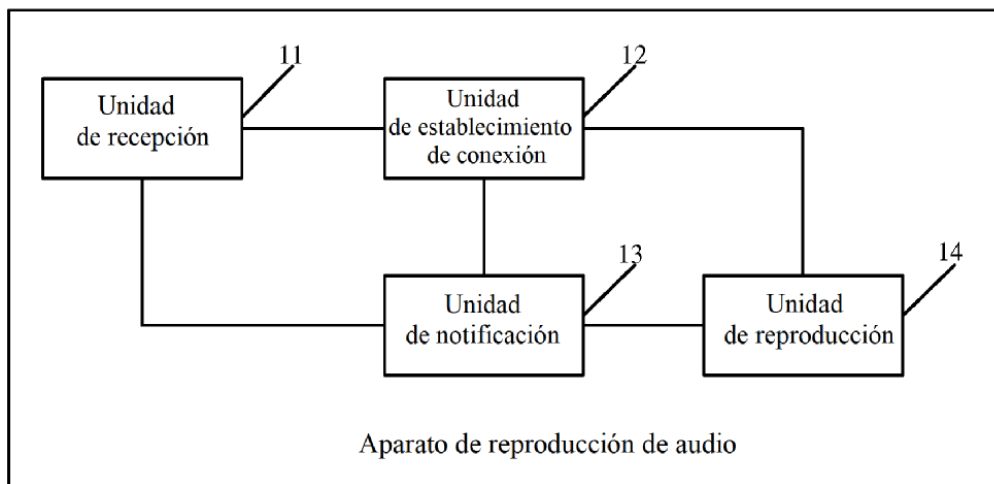 11
Unidad
de recepción
12
Unidad
de establecimiento
de conexión
13
Unidad
de notificación
14
Unidad
de reproducción
Aparato de reproducción de audio